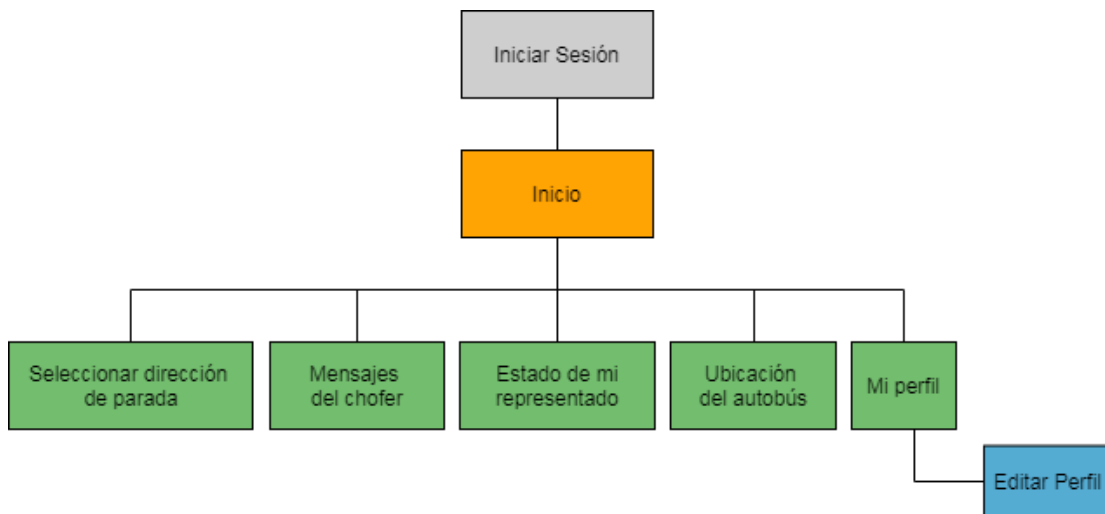 Iniciar Sesión
Inicio
Seleccionar dirección
de parada
Mensajes
del chofer
Estado de mi
representado
Ubicación
del autobús
Mi perfil
Editar Perfil